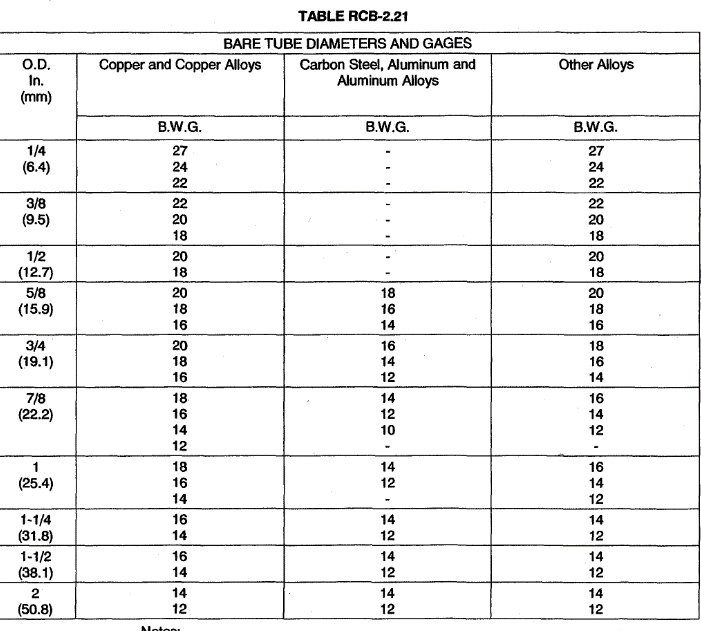 TABLE RCB-2.21
BARE TUBE DIAMETERS AND GAGES
O.D. In. (mm) Copper and Copper Alloys Carbon Steel, Aluminum and Aluminum Alloys Other Alloys
B.W.G. B.W.G. B.W.G.
1/4 27 - 27
(6.4) 24 - 24
22 - 22
3/8 22 - 22
(9.5) 20 - 20
18 - 18
1/2 20 - 20
(12.7) 18 - 18
5/8 20 18 20
(15.9) 18 16 18
16 14 16
3/4 20 16 18
(19.1) 18 14 16
16 12 14
7/8 18 14 16
(22.2) 16 12 14
14 10 12
12 - -
1 18 14 16
(25.4) 16 12 14
14 - 12
1-1/4 16 14 14
(31.8) 14 12 12
1-1/2 16 14 14
(38.1) 14 12 12
2 14 14 14
(50.8) 12 12 12
Notes: